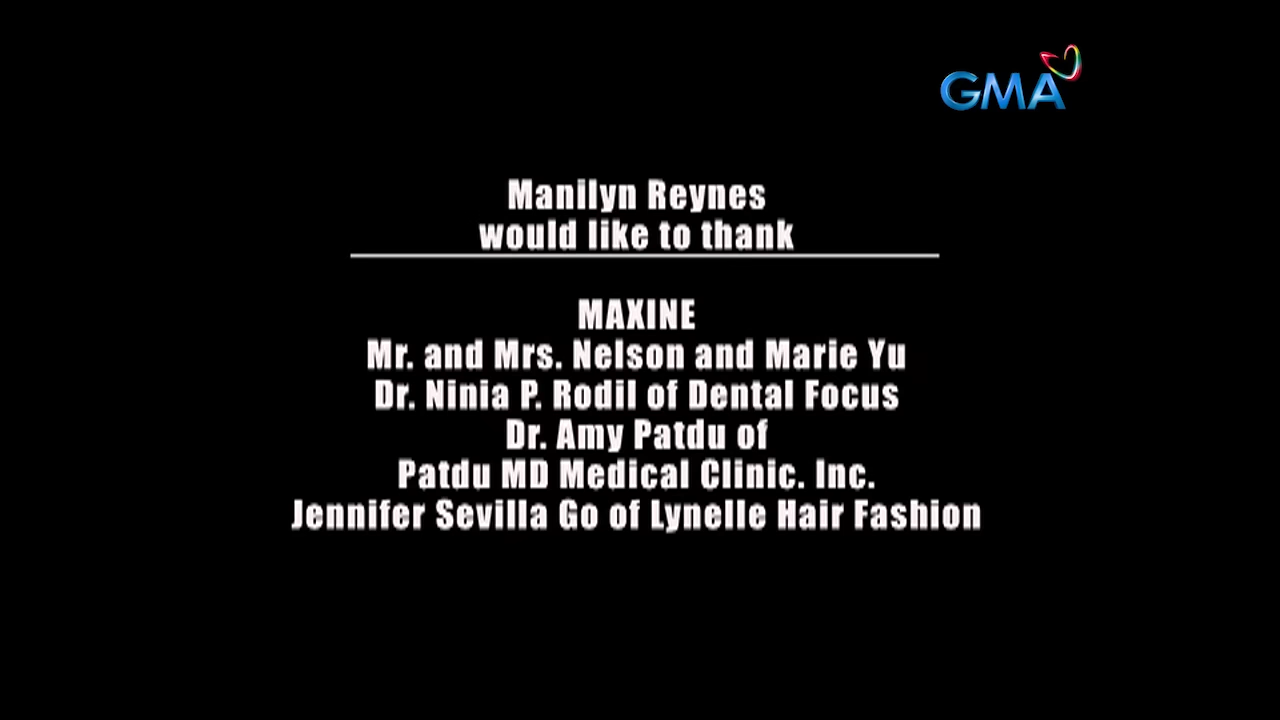 GMA
Manilyn Reynes
would like to thank
MAXINE
Mr. and Mrs. Nelson and Marie Yu
Dr. Ninia P. Rodil of Dental Focus
Dr. Amy Patdu of
Patdu MD Medical Clinic. Inc.
Jennifer Sevilla Go of Lynelle Hair Fashion